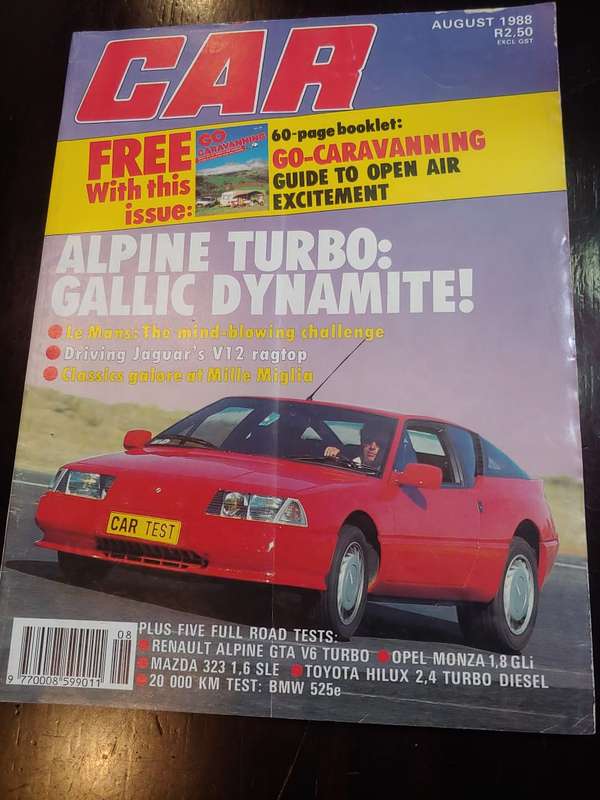 CAR
AUGUST 1988
R2,50
EXCL GST
FREE
With this
issue:
GO
CARAVANNING
60-page booklet:
GO-CARAVANNING
GUIDE TO OPEN AIR
EXCITEMENT
ALPINE TURBO:
GALLIC DYNAMITE!
Le Mans: The mind-blowing challenge
Driving Jaguar's V12 ragtop
Classics galore at Mille Miglia
CAR TEST
PLUS FIVE FULL ROAD TESTS:
RENAULT ALPINE GTA V6 TURBO ● OPEL MONZA 1,8 GLi
MAZDA 323 1,6 SLE ● TOYOTA HILUX 2,4 TURBO DIESEL
20 000 KM TEST: BMW 525e
08
9 770008 599011